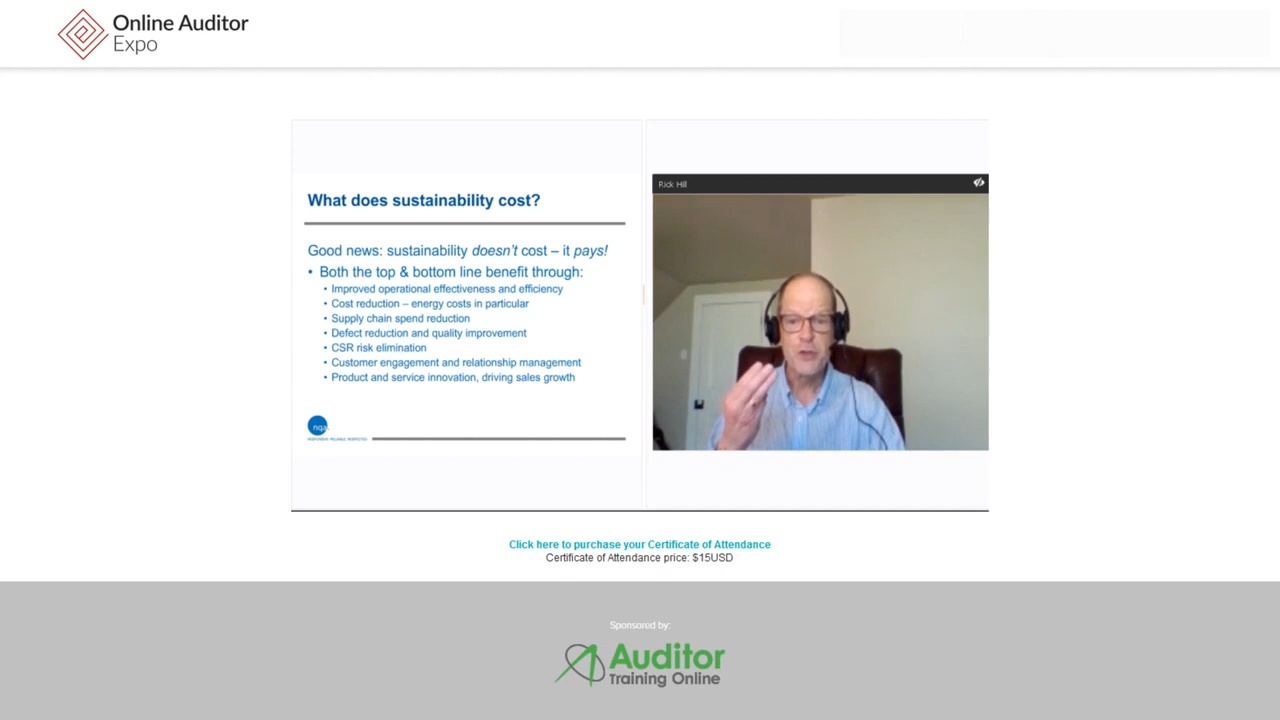 Online Auditor
Expo
What does sustainability cost?
Good news: sustainability doesn't cost – it pays!
• Both the top & bottom line benefit through:
• Improved operational effectiveness and efficiency
• Cost reduction – energy costs in particular
• Supply chain spend reduction
• Defect reduction and quality improvement
• CSR risk elimination
• Customer engagement and relationship management
• Product and service innovation, driving sales growth
nqa.
RESPONSIVE. RELIABLE. RESPECTED.
Rick Hill
Click here to purchase your Certificate of Attendance
Certificate of Attendance price: $15USD
Sponsored by:
Auditor
Training Online